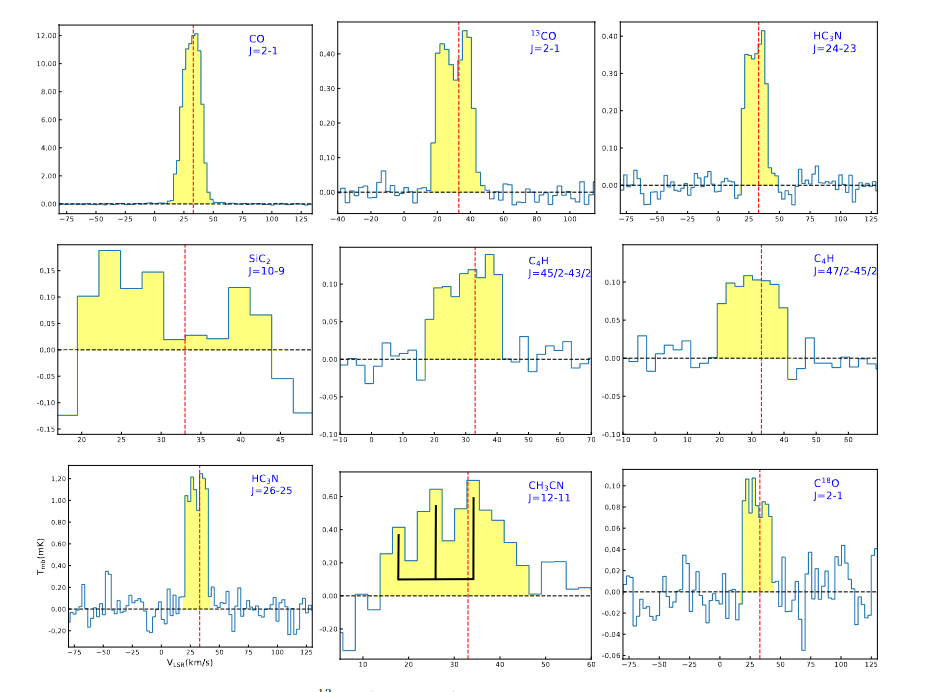 CO
J=2-1
12.00
10.00
8.00
6.00
4.00
2.00
0.00
−75 −50 −25 0 25 50 75 100 125
¹³CO
J=2-1
0.40
0.30
0.20
0.10
0.00
−40 −20 0 20 40 60 80 100
HC₃N
J=24-23
0.40
0.30
0.20
0.10
0.00
−75 −50 −25 0 25 50 75 100 125
SiC₂
J=10-9
0.15
0.10
0.05
0.00
−0.05
−0.10
−0.15
20 25 30 35 40 45
C₄H
J=45/2-43/2
0.10
0.05
0.00
−0.05
−0.10
−10 0 10 20 30 40 50 60 70
C₄H
J=47/2-45/2
0.10
0.05
0.00
−0.05
−0.10
−10 0 10 20 30 40 50 60
HC₃N
J=26-25
1.20
1.00
0.80
0.60
0.40
0.20
0.00
−0.20
Tmb(mK)
−75 −50 −25 0 25 50 75 100 125
VLSR(km/s)
CH₃CN
J=12-11
0.60
0.40
0.20
0.00
−0.20
10 20 30 40 50 60
C¹⁸O
J=2-1
0.10
0.08
0.06
0.04
0.02
0.00
−0.02
−0.04
−0.06
−75 −50 −25 0 25 50 75 100 125